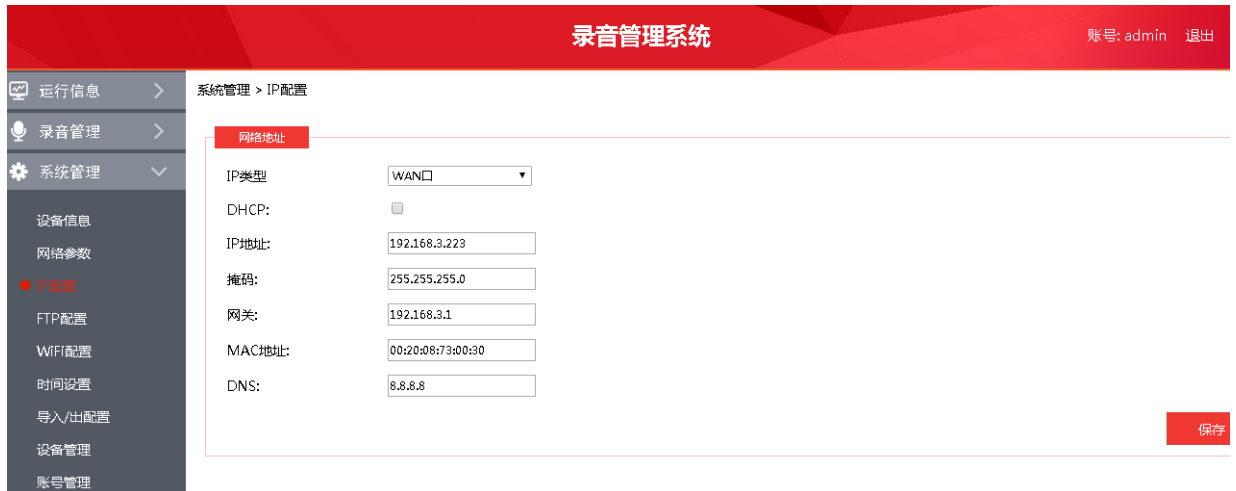 录音管理系统
账号: admin 退出
运行信息
录音管理
系统管理
设备信息
网络参数
IP配置
FTP配置
WiFi配置
时间设置
导入/出配置
设备管理
账号管理
系统管理 > IP配置
网络地址
IP类型 WAN口
DHCP:
IP地址: 192.168.3.223
掩码: 255.255.255.0
网关: 192.168.3.1
MAC地址: 00:20:08:73:00:30
DNS: 8.8.8.8
保存